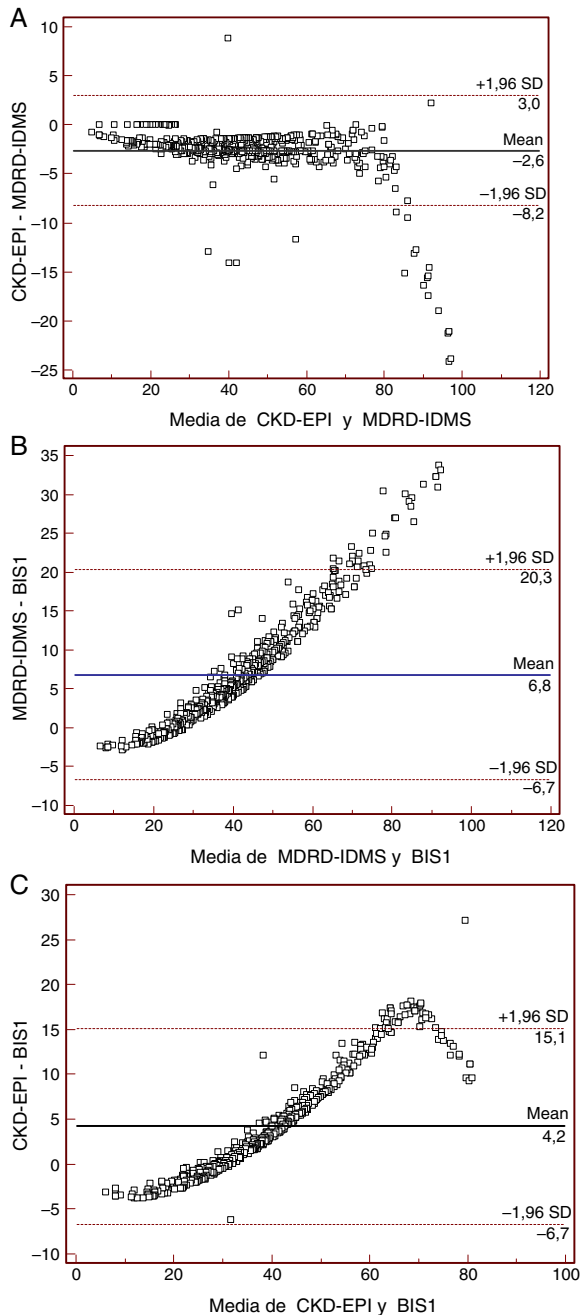 A
10
5
0
−5
−10
−15
−20
−25
CKD-EPI - MDRD-IDMS
+1,96 SD
3,0
Mean
−2,6
−1,96 SD
−8,2
0 20 40 60 80 100 120
Media de CKD-EPI y MDRD-IDMS
B
35
30
25
20
15
10
5
0
−5
−10
MDRD-IDMS - BIS1
+1,96 SD
20,3
Mean
6,8
−1,96 SD
−6,7
0 20 40 60 80 100 120
Media de MDRD-IDMS y BIS1
C
30
25
20
15
10
5
0
−5
−10
CKD-EPI - BIS1
+1,96 SD
15,1
Mean
4,2
−1,96 SD
−6,7
0 20 40 60 80 100
Media de CKD-EPI y BIS1